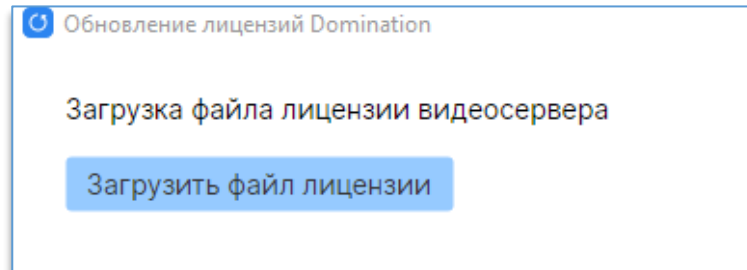 Обновление лицензий Domination
Загрузка файла лицензии видеосервера
Загрузить файл лицензии